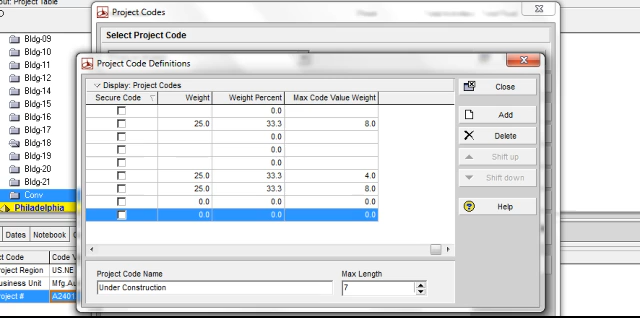 Project Table
Project Codes
Select Project Code
Bldg-09
Bldg-10
Bldg-11
Bldg-12
Bldg-14
Bldg-15
Bldg-16
Bldg-17
Bldg-18
Bldg-19
Bldg-20
Bldg-21
Conv
Philadelphia
Project Code Definitions
Display: Project Codes
Secure Code Weight Weight Percent Max Code Value Weight
0.0
25.0 33.3 8.0
0.0
0.0
0.0
25.0 33.3 4.0
25.0 33.3 8.0
0.0 0.0 0.0
0.0 0.0 0.0
Close
Add
Delete
Shift up
Shift down
Help
Project Code Name Max Length
Under Construction 7
Dates Notebook
Code
Region US.NE
Unit
#